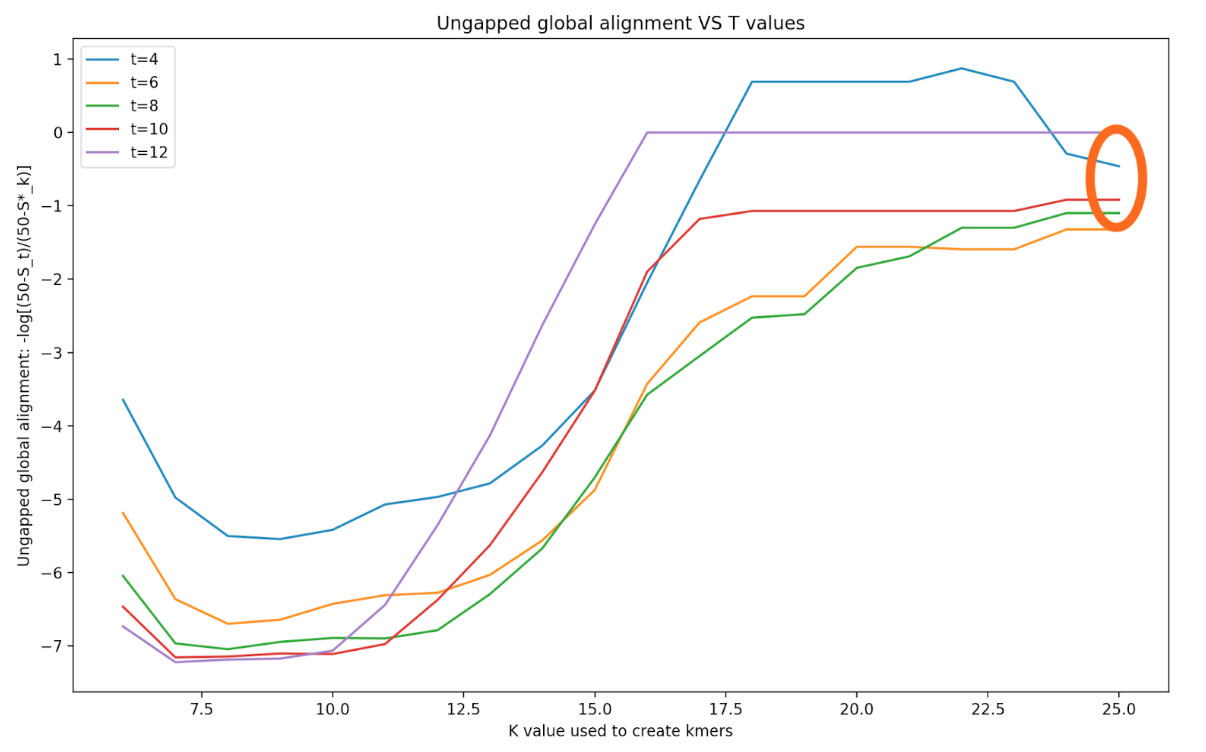 Ungapped global alignment VS T values
t=4
t=6
t=8
t=10
t=12
1
0
−1
−2
−3
−4
−5
−6
−7
Ungapped global alignment: -log[(50-S_t)/(50-S*_k)]
7.5 10.0 12.5 15.0 17.5 20.0 22.5 25.0
K value used to create kmers